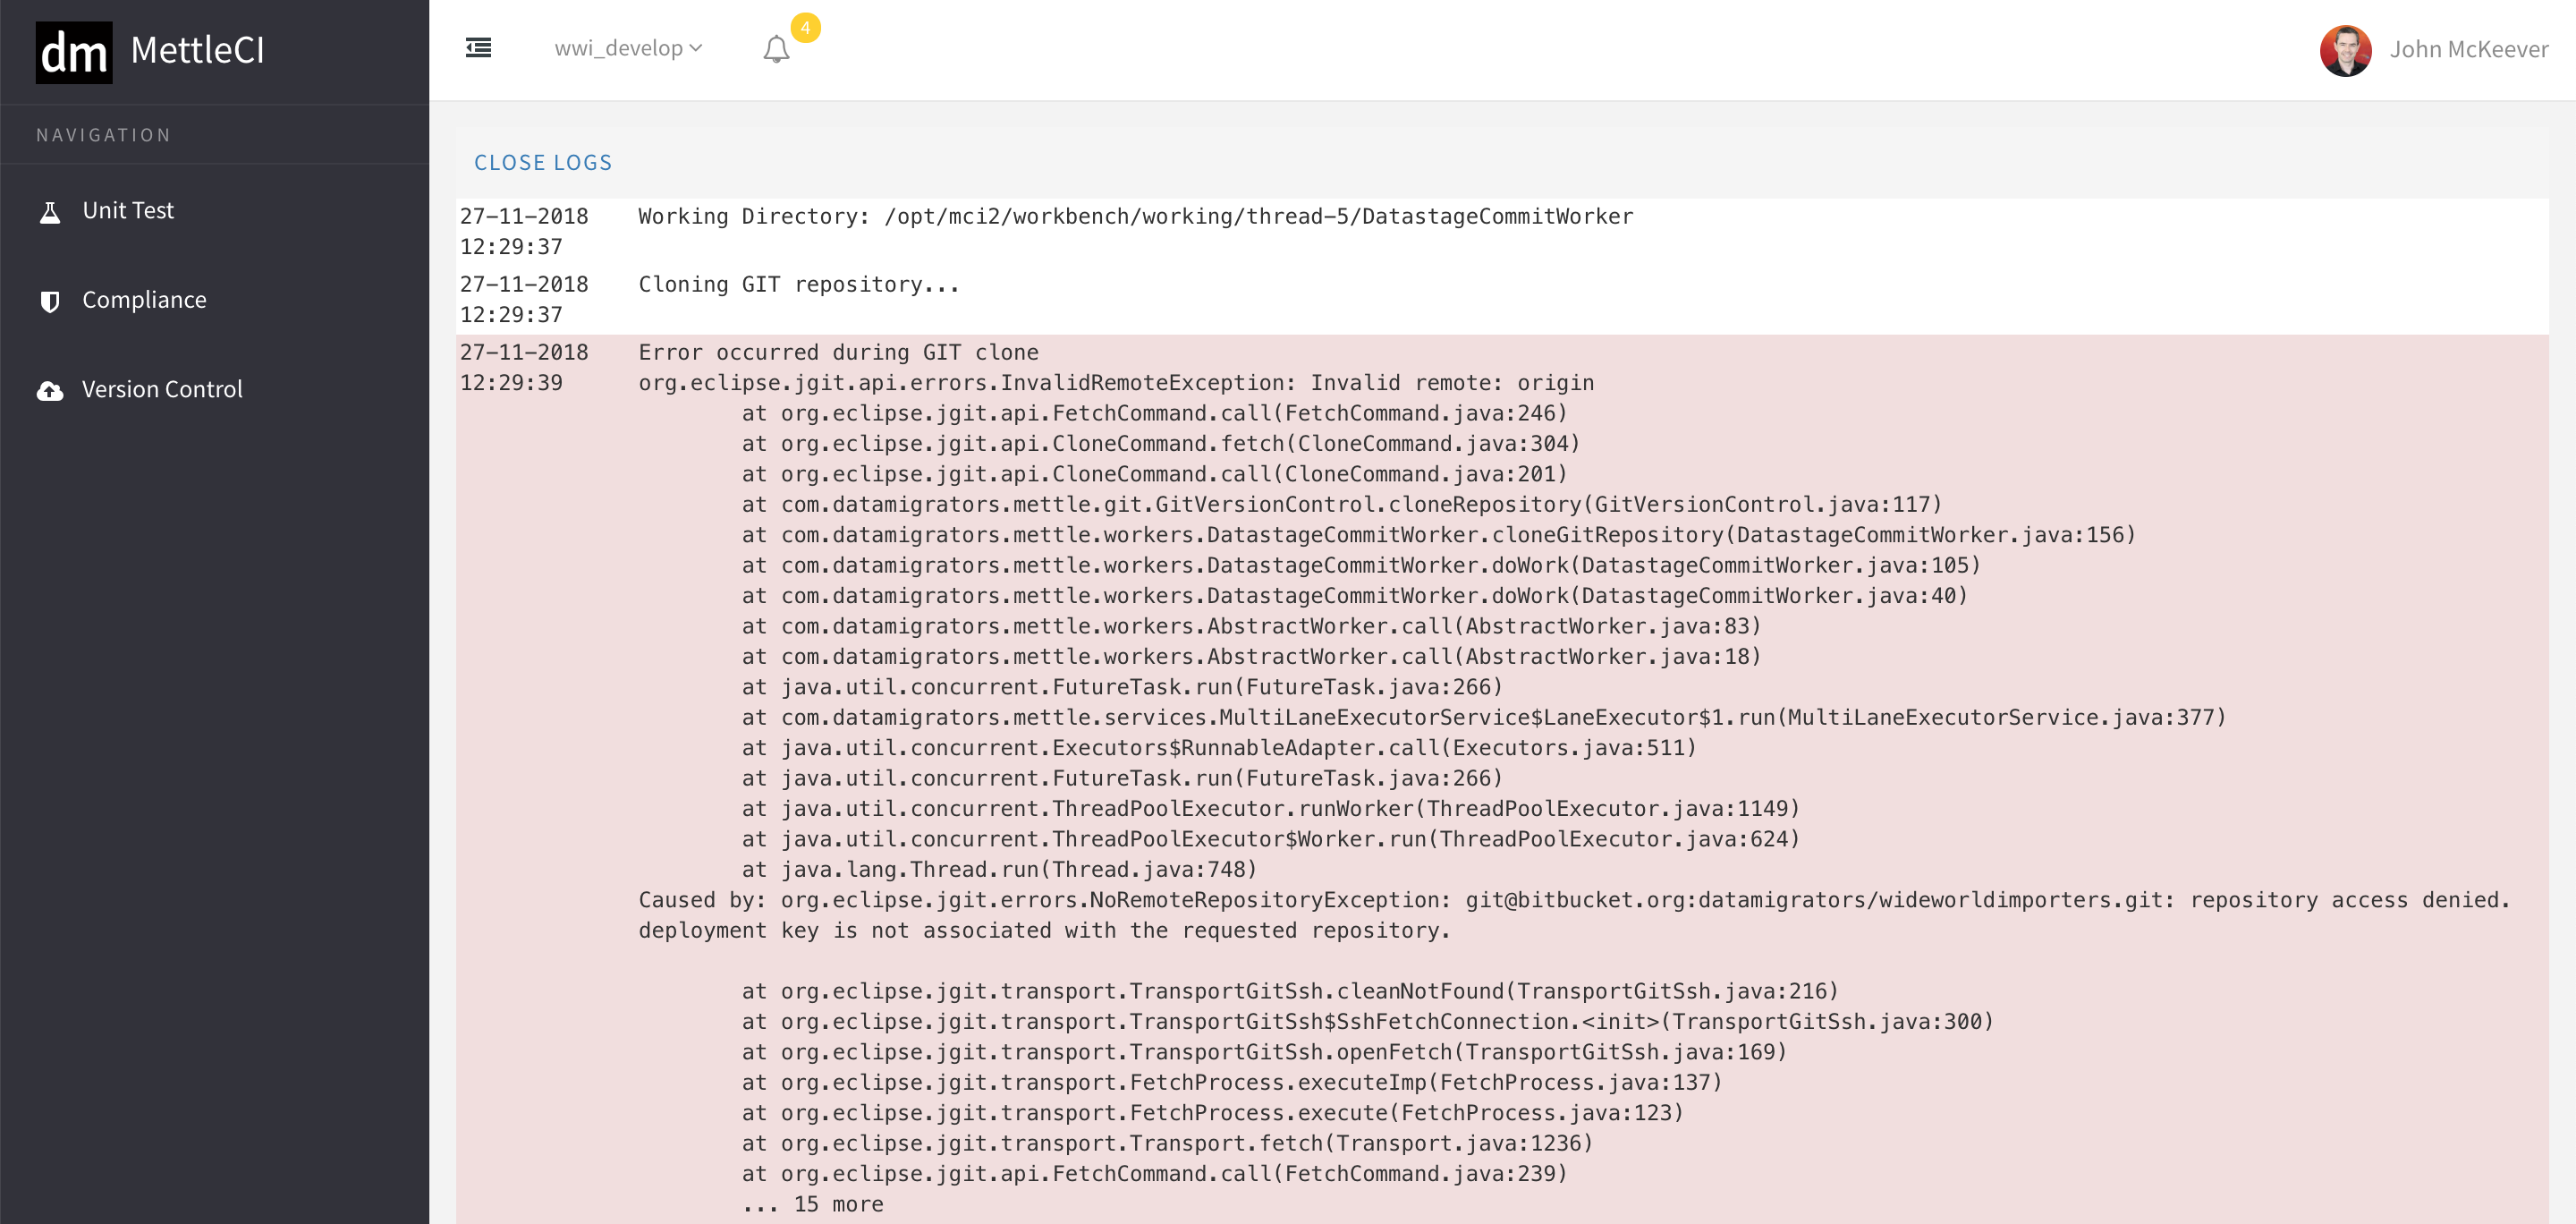 dm MettleCI
wwi_develop
4
John McKeever
NAVIGATION
Unit Test
Compliance
Version Control
CLOSE LOGS
27-11-2018 Working Directory: /opt/mci2/workbench/working/thread-5/DatastageCommitWorker
12:29:37
27-11-2018 Cloning GIT repository...
12:29:37
27-11-2018 Error occurred during GIT clone
12:29:39 org.eclipse.jgit.api.errors.InvalidRemoteException: Invalid remote: origin
at org.eclipse.jgit.api.FetchCommand.call(FetchCommand.java:246)
at org.eclipse.jgit.api.CloneCommand.fetch(CloneCommand.java:304)
at org.eclipse.jgit.api.CloneCommand.call(CloneCommand.java:201)
at com.datamigrators.mettle.git.GitVersionControl.cloneRepository(GitVersionControl.java:117)
at com.datamigrators.mettle.workers.DatastageCommitWorker.cloneGitRepository(DatastageCommitWorker.java:156)
at com.datamigrators.mettle.workers.DatastageCommitWorker.doWork(DatastageCommitWorker.java:105)
at com.datamigrators.mettle.workers.DatastageCommitWorker.doWork(DatastageCommitWorker.java:40)
at com.datamigrators.mettle.workers.AbstractWorker.call(AbstractWorker.java:83)
at com.datamigrators.mettle.workers.AbstractWorker.call(AbstractWorker.java:18)
at java.util.concurrent.FutureTask.run(FutureTask.java:266)
at com.datamigrators.mettle.services.MultiLaneExecutorService$LaneExecutor$1.run(MultiLaneExecutorService.java:377)
at java.util.concurrent.Executors$RunnableAdapter.call(Executors.java:511)
at java.util.concurrent.FutureTask.run(FutureTask.java:266)
at java.util.concurrent.ThreadPoolExecutor.runWorker(ThreadPoolExecutor.java:1149)
at java.util.concurrent.ThreadPoolExecutor$Worker.run(ThreadPoolExecutor.java:624)
at java.lang.Thread.run(Thread.java:748)
Caused by: org.eclipse.jgit.errors.NoRemoteRepositoryException: git@bitbucket.org:datamigrators/wideworldimporters.git: repository access denied.
deployment key is not associated with the requested repository.
at org.eclipse.jgit.transport.TransportGitSsh.cleanNotFound(TransportGitSsh.java:216)
at org.eclipse.jgit.transport.TransportGitSsh$SshFetchConnection.<init>(TransportGitSsh.java:300)
at org.eclipse.jgit.transport.TransportGitSsh.openFetch(TransportGitSsh.java:169)
at org.eclipse.jgit.transport.FetchProcess.executeImp(FetchProcess.java:137)
at org.eclipse.jgit.transport.FetchProcess.execute(FetchProcess.java:123)
at org.eclipse.jgit.transport.Transport.fetch(Transport.java:1236)
at org.eclipse.jgit.api.FetchCommand.call(FetchCommand.java:239)
... 15 more